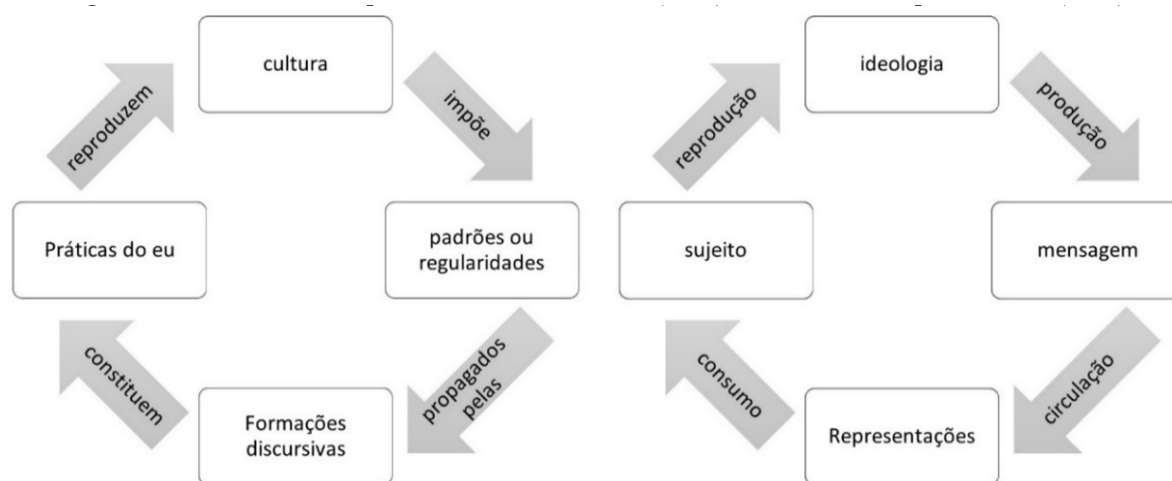 cultura
impõe
padrões ou
regularidades
propagados
pelas
Formações
discursivas
constituem
Práticas do eu
reproduzem
ideologia
produção
mensagem
circulação
Representações
consumo
sujeito
reprodução